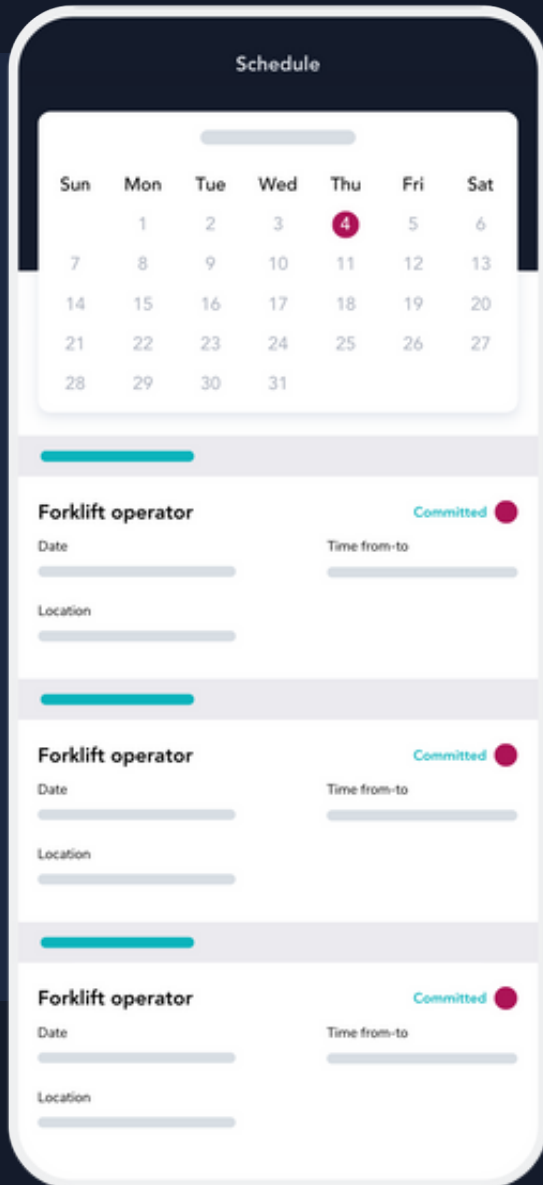 Schedule
Sun Mon Tue Wed Thu Fri Sat
1 2 3 4 5 6
7 8 9 10 11 12 13
14 15 16 17 18 19 20
21 22 23 24 25 26 27
28 29 30 31
Forklift operator Committed
Date Time from-to
Location
Forklift operator Committed
Date Time from-to
Location
Forklift operator Committed
Date Time from-to
Location